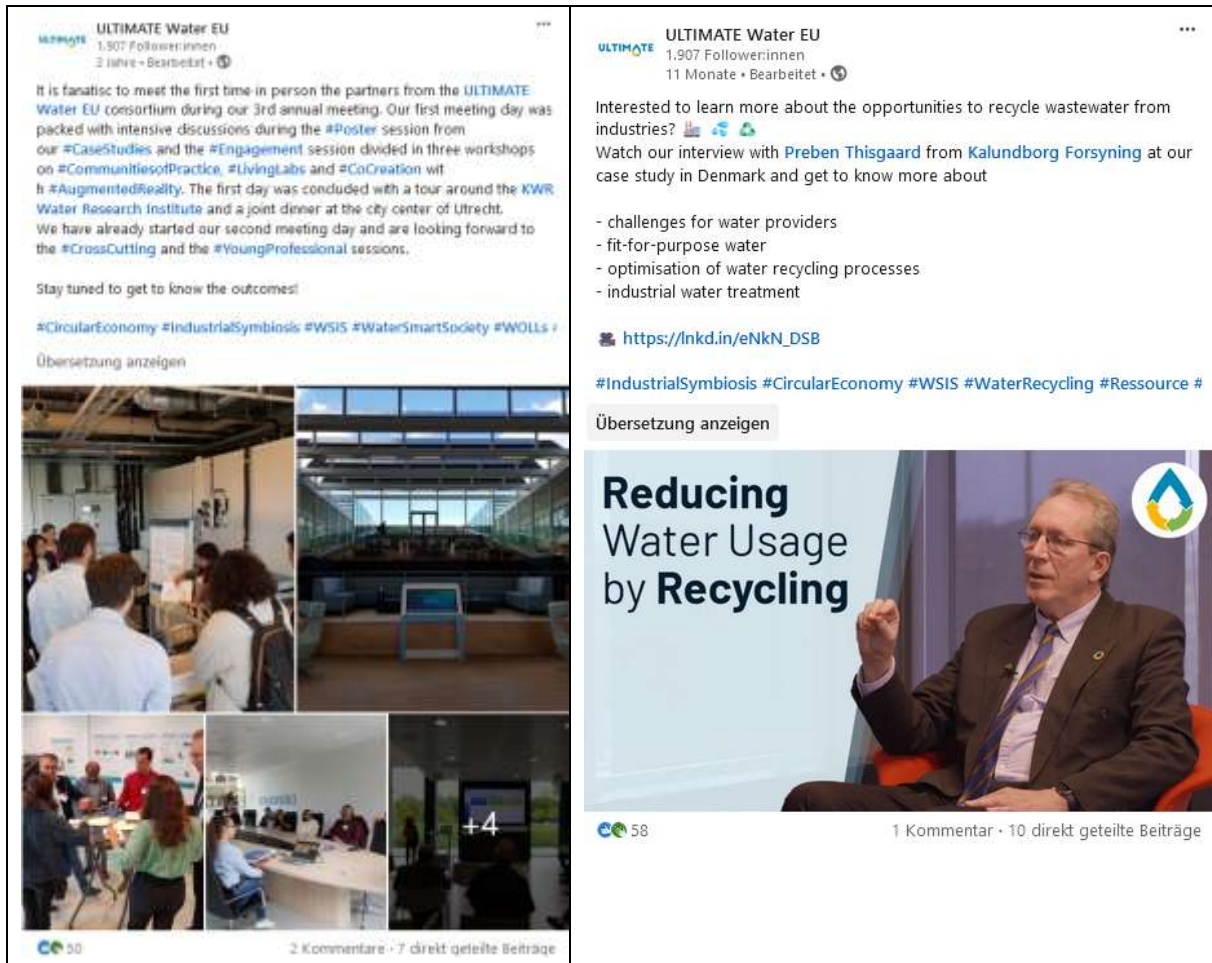 ULTIMATE
ULTIMATE Water EU
1.907 Follower:innen
2 Jahre • Bearbeitet •
It is fanatisc to meet the first time in person the partners from the ULTIMATE
Water EU consortium during our 3rd annual meeting. Our first meeting day was
packed with intensive discussions during the #Poster session from
our #CaseStudies and the #Engagement session divided in three workshops
on #CommunitiesofPractice, #LivingLabs and #CoCreation wit
h #AugmentedReality. The first day was concluded with a tour around the KWR
Water Research Institute and a joint dinner at the city center of Utrecht.
We have already started our second meeting day and are looking forward to
the #CrossCutting and the #YoungProfessional sessions.
Stay tuned to get to know the outcomes!
#CircularEconomy #IndustrialSymbiosis #WSIS #WaterSmartSociety #WOLLs #
Übersetzung anzeigen
+4
50
2 Kommentare • 7 direkt geteilte Beiträge
ULTIMATE
ULTIMATE Water EU
1.907 Follower:innen
11 Monate • Bearbeitet •
Interested to learn more about the opportunities to recycle wastewater from
industries?
Watch our interview with Preben Thisgaard from Kalundborg Forsyning at our
case study in Denmark and get to know more about
- challenges for water providers
- fit-for-purpose water
- optimisation of water recycling processes
- industrial water treatment
https://lnkd.in/eNkN_DSB
#IndustrialSymbiosis #CircularEconomy #WSIS #WaterRecycling #Ressource #
Übersetzung anzeigen
Reducing
Water Usage
by Recycling
58
1 Kommentar • 10 direkt geteilte Beiträge